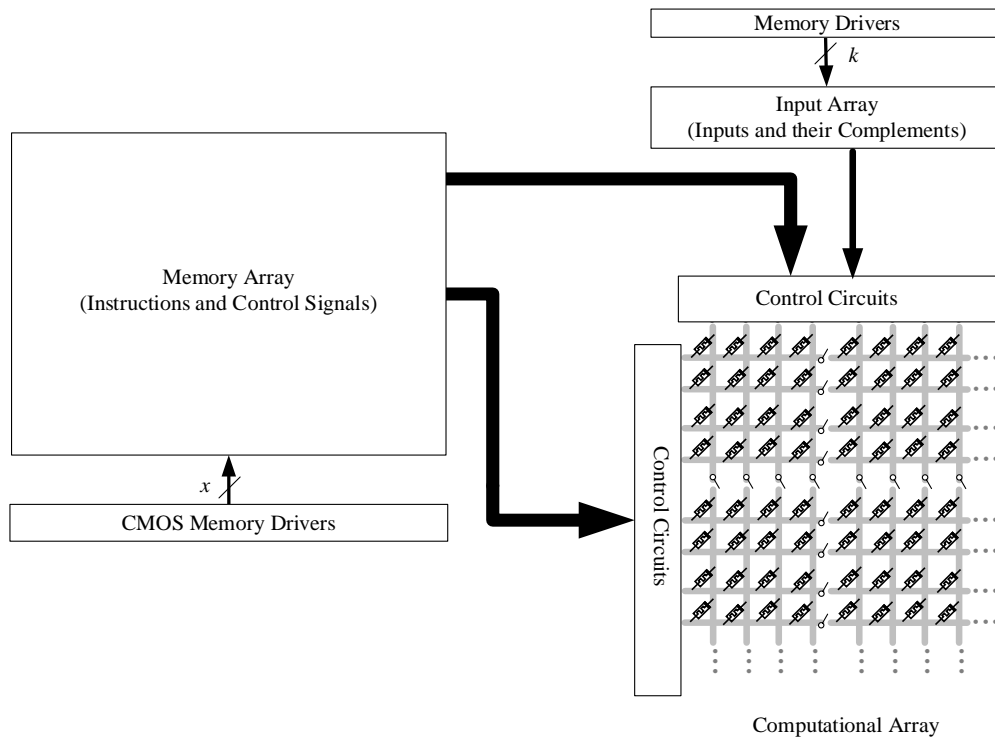 Memory Drivers
k
Input Array
(Inputs and their Complements)
Memory Array
(Instructions and Control Signals)
Control Circuits
Control Circuits
x
CMOS Memory Drivers
Computational Array